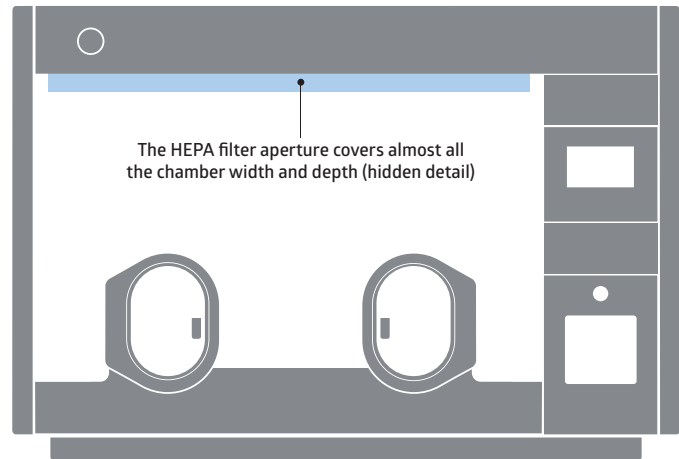 The HEPA filter aperture covers almost all
the chamber width and depth (hidden detail)